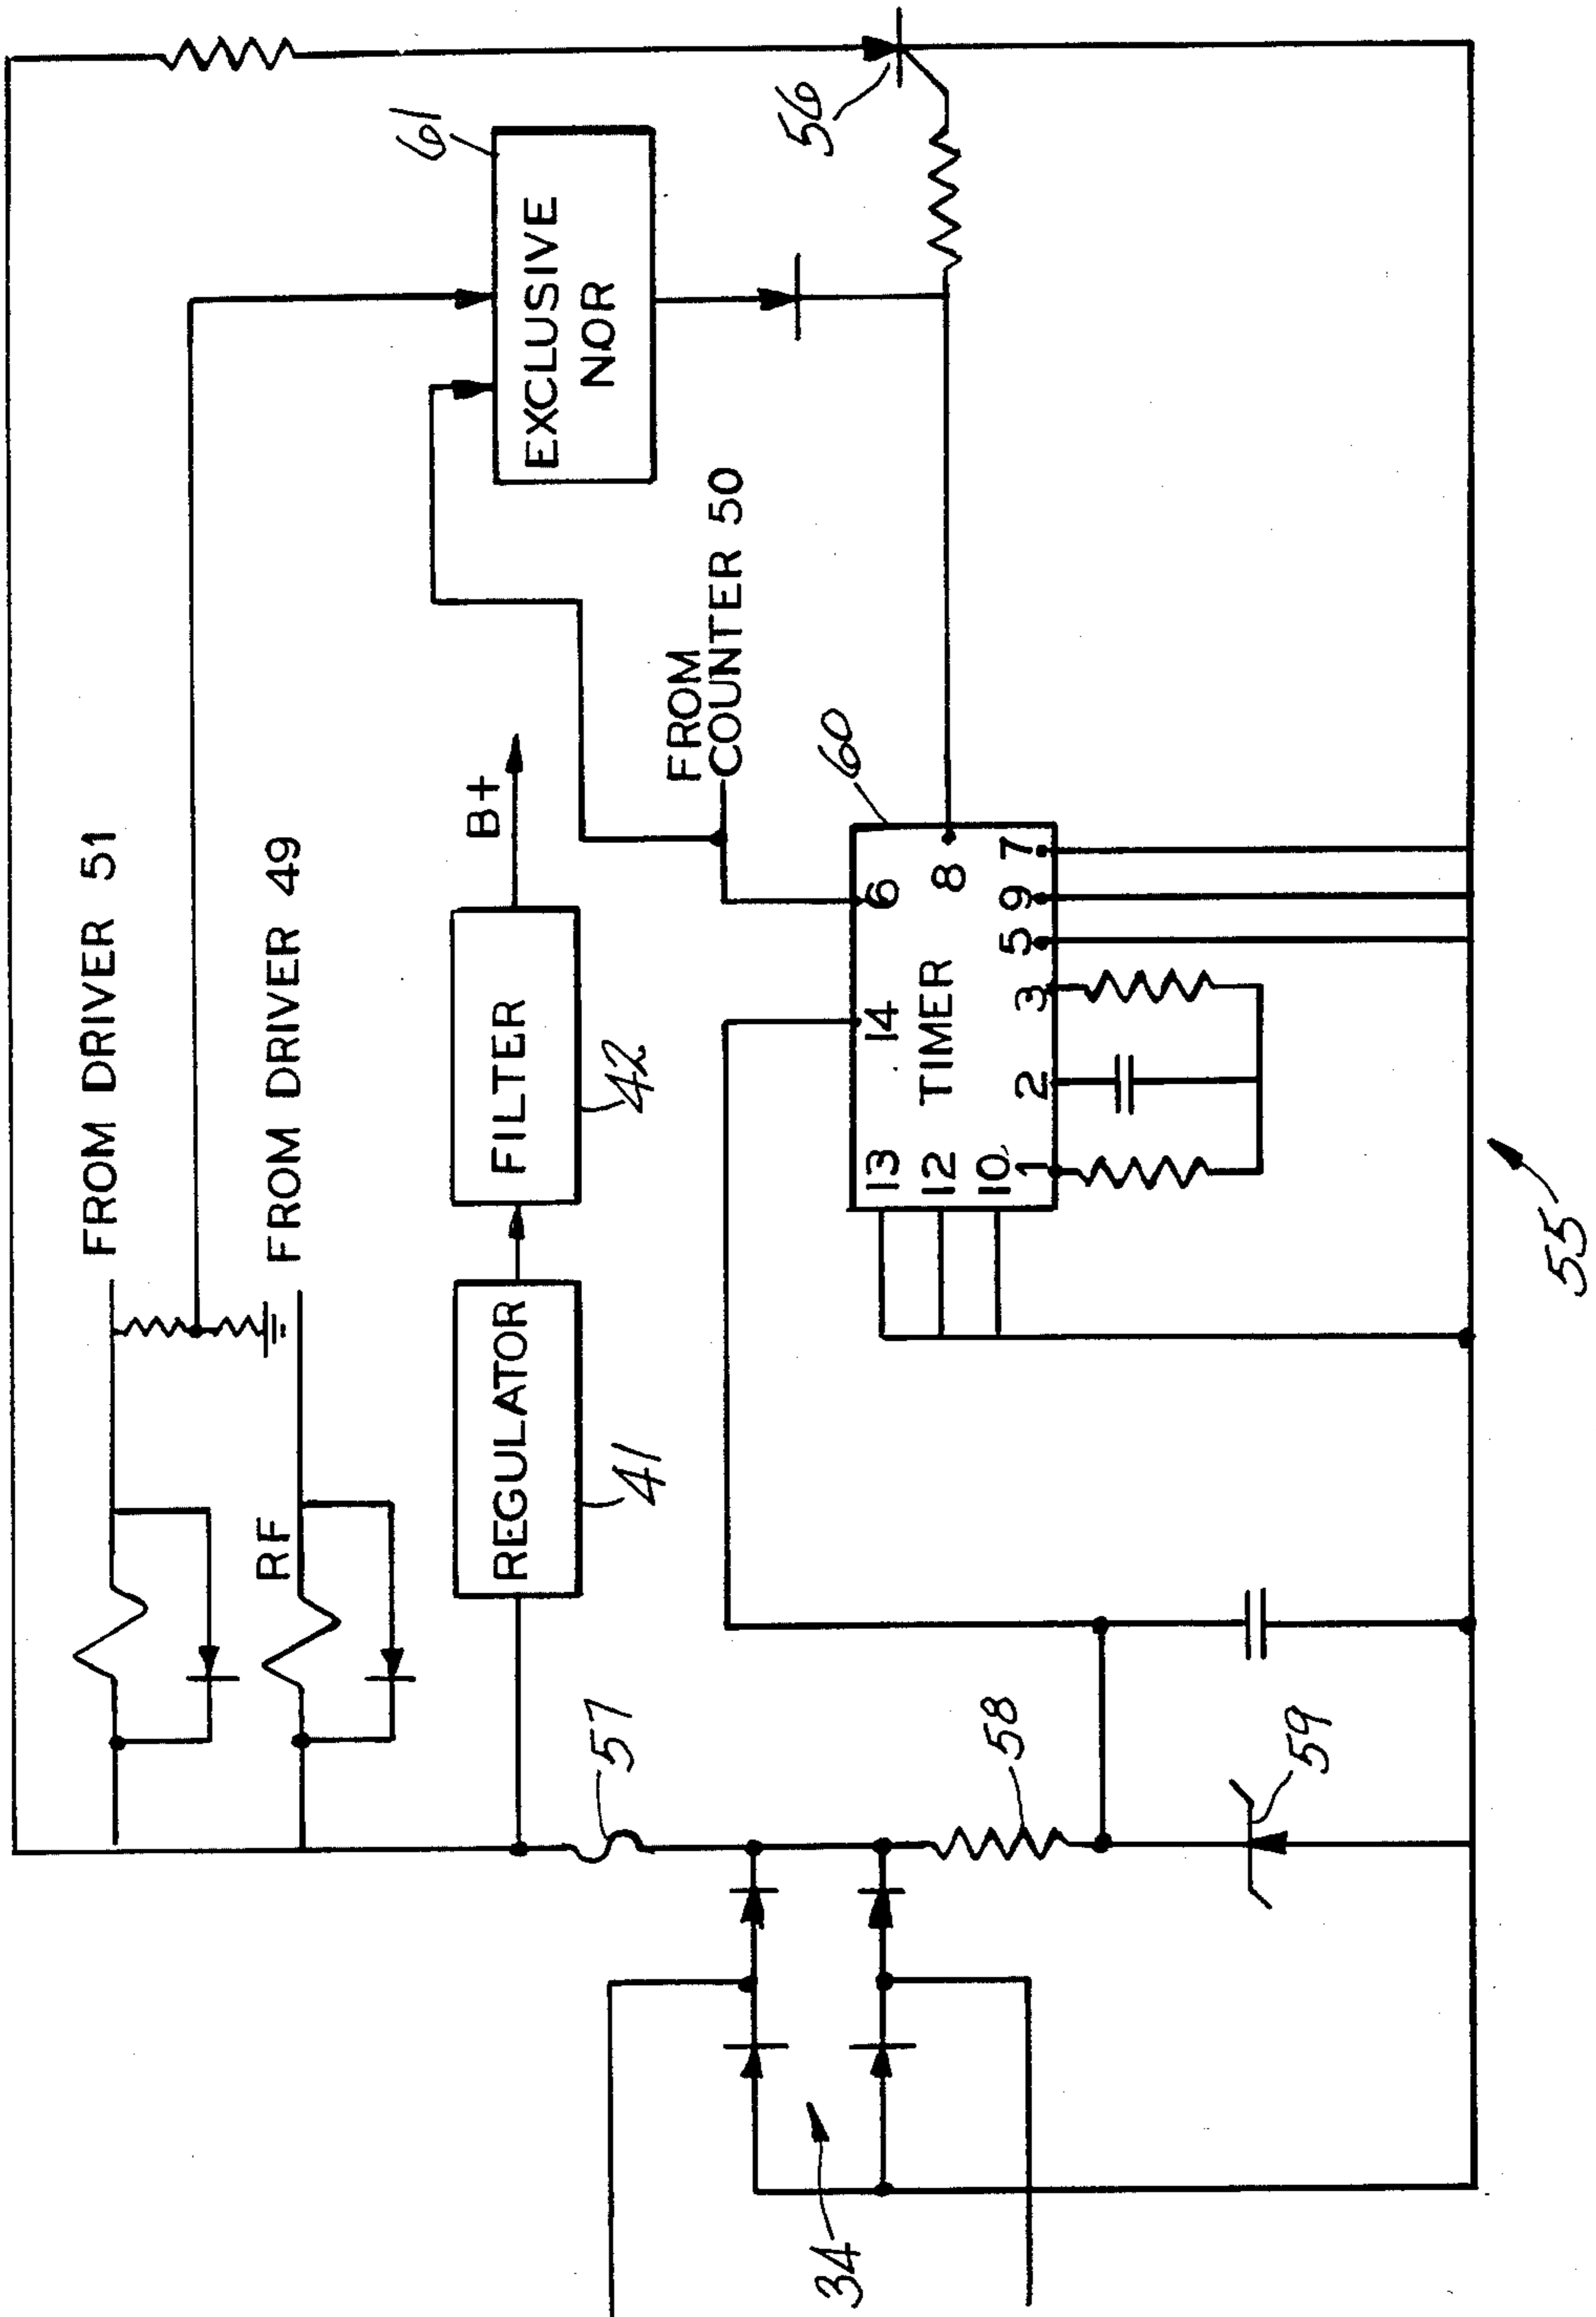 FROM DRIVER 51
FROM DRIVER 49
RF
61
EXCLUSIVE
NOR
REGULATOR
41
FILTER
42
B+
56
57
FROM
COUNTER 50
60
13
14
6
12
TIMER
8
10
1
2
3
5
9
7
58
34
59
55